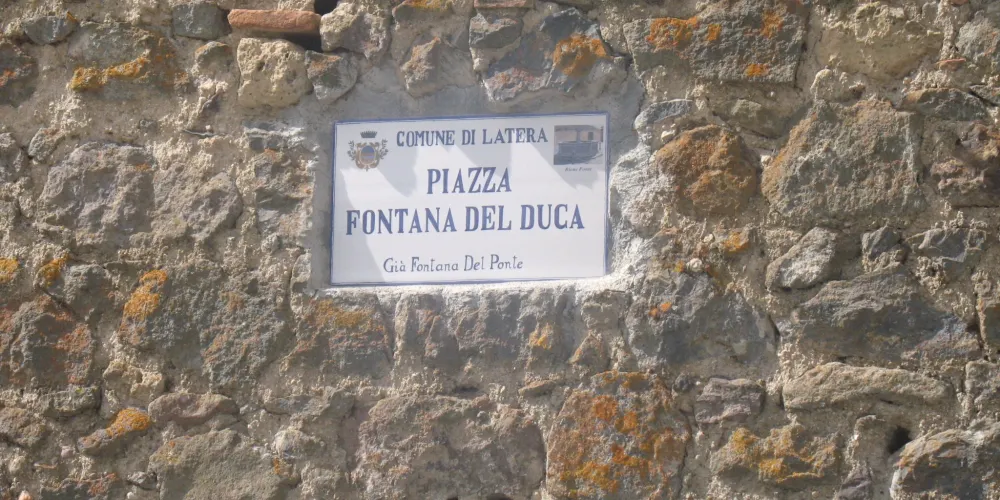 COMUNE DI LATERA
PIAZZA
FONTANA DEL DUCA
Già Fontana Del Ponte